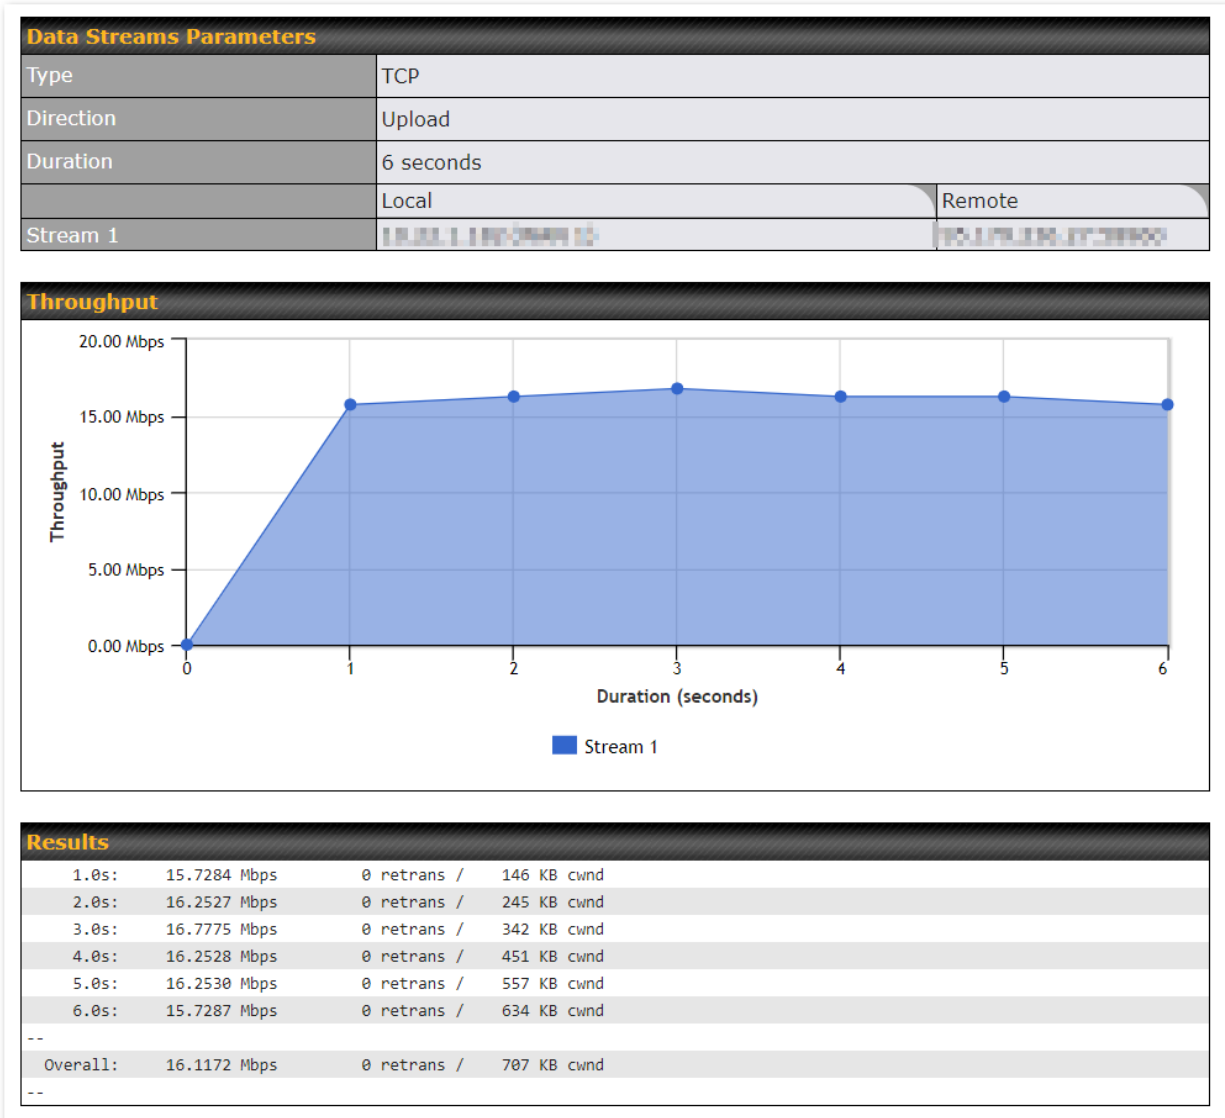 Data Streams Parameters
Type TCP
Direction Upload
Duration 6 seconds
Local Remote
Stream 1
Throughput
20.00 Mbps
15.00 Mbps
10.00 Mbps
5.00 Mbps
0.00 Mbps
Throughput
0 1 2 3 4 5 6
Duration (seconds)
Stream 1
Results
1.0s: 15.7284 Mbps 0 retrans / 146 KB cwnd
2.0s: 16.2527 Mbps 0 retrans / 245 KB cwnd
3.0s: 16.7775 Mbps 0 retrans / 342 KB cwnd
4.0s: 16.2528 Mbps 0 retrans / 451 KB cwnd
5.0s: 16.2530 Mbps 0 retrans / 557 KB cwnd
6.0s: 15.7287 Mbps 0 retrans / 634 KB cwnd
--
Overall: 16.1172 Mbps 0 retrans / 707 KB cwnd
--